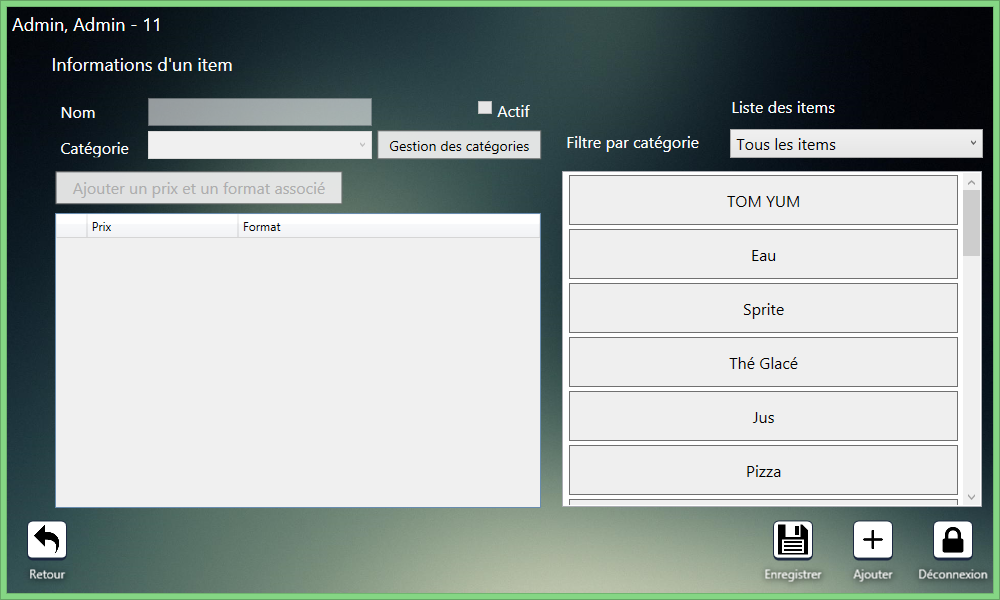 Admin, Admin - 11
Informations d'un item
Nom
Actif
Catégorie
Gestion des catégories
Ajouter un prix et un format associé
Prix
Format
Liste des items
Filtre par catégorie
Tous les items
TOM YUM
Eau
Sprite
Thé Glacé
Jus
Pizza
Retour
Enregistrer
Ajouter
Déconnexion